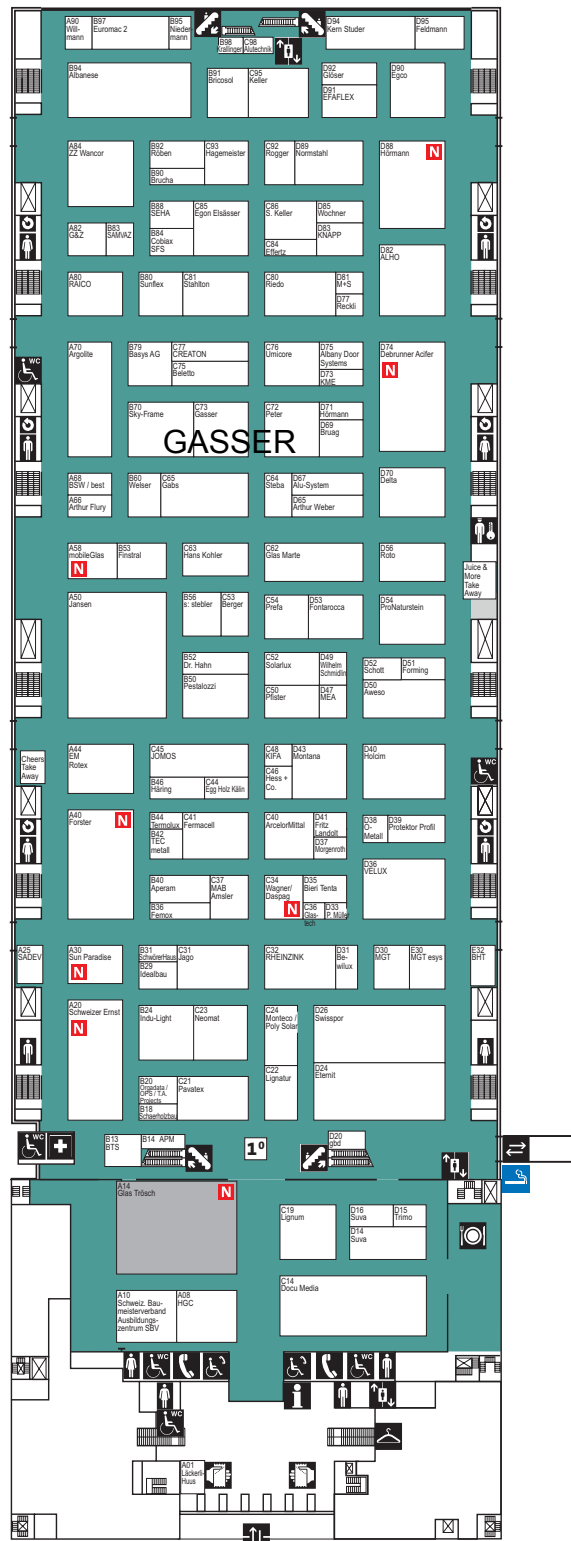 A90
Will-
mann
B97
Euromac 2
B95
Nieder-
mann
B98
Krallinger
C98
Alutechnik
D94
Kern Studer
D95
Feldmann
B94
Albanese
B91
Bricosol
C95
Keller
D92
Glöser
D91
EFAFLEX
D90
Egco
A84
ZZ Wancor
B92
Röben
B90
Brucha
C93
Hagemeister
C92
Rogger
D89
Normstahl
D88
Hörmann
N
A82
G&Z
B83
SAMVAZ
B88
SEHA
B84
Cobiax
SFS
C85
Egon Elsässer
C86
S. Keller
C84
Effertz
D85
Wochner
D83
KNAPP
D82
ALHO
A80
RAICO
B80
Sunflex
C81
Stahlton
C80
Riedo
D81
M+S
D77
Reckli
A70
Argolite
B79
Basys AG
C77
CREATON
C75
Beletto
C76
Umicore
D75
Albany Door
Systems
D73
KME
D74
Debrunner Acifer
N
WC
B70
Sky-Frame
C73
Gasser
C72
Peter
D71
Hörmann
D69
Bruag
GASSER
A68
BSW / best
A66
Arthur Flury
B60
Welser
C65
Gabs
C64
Steba
D67
Alu-System
D65
Arthur Weber
D70
Delta
A58
mobileGlas
N
B53
Finstral
C63
Hans Kohler
C62
Glas Marte
D56
Roto
Juice &
More
Take
Away
A50
Jansen
B56
s: stebler
C53
Berger
C54
Prefa
D53
Fontarocca
D54
ProNaturstein
B52
Dr. Hahn
B50
Pestalozzi
C52
Solarlux
C50
Pfister
D49
Wilhelm
Schmidlin
D47
MEA
D52
Schott
D51
Forming
D50
Aweso
Cheers
Take
Away
A44
EM
Rotex
C45
JOMOS
B46
Häring
C44
Egg Holz Kälin
C48
KIFA
C46
Hess +
Co.
D43
Montana
D40
Holcim
WC
A40
Forster
N
B44
Termolux
B42
TEC
metall
C41
Fermacell
C40
ArcelorMittal
D41
Fritz
Landolt
D37
Morgenroth
D38
O-
Metall
D39
Protektor Profil
B40
Aperam
B36
Femox
C37
MAB
Amsler
C34
Wagner/
Daspag
N
D35
Bieri Tenta
C36
Glas-
tech
D33
P. Müller
D36
VELUX
A25
SADEV
A30
Sun Paradise
N
B31
SchwörerHaus
B29
Idealbau
C31
Jago
C32
RHEINZINK
D31
Be-
wilux
D30
MGT
E30
MGT esys
E32
BHT
A20
Schweizer Ernst
N
B24
Indu-Light
C23
Neomat
C24
Monteco /
Poly Solar
C22
Lignatur
D26
Swisspor
D24
Eternit
B20
Orgadata /
OPS / T.A.
Projects
B18
Schaerholzbau
C21
Pavatex
WC
B13
BTS
B14 APM
1º
D20
gbd
A14
Glas Trösch
N
C19
Lignum
D16
Suva
D15
Trimo
D14
Suva
A10
Schweiz. Bau-
meisterverband
Ausbildungs-
zentrum SBV
A08
HGC
C14
Docu Media
WC
WC
WC
A01
Läckerli-
Huus